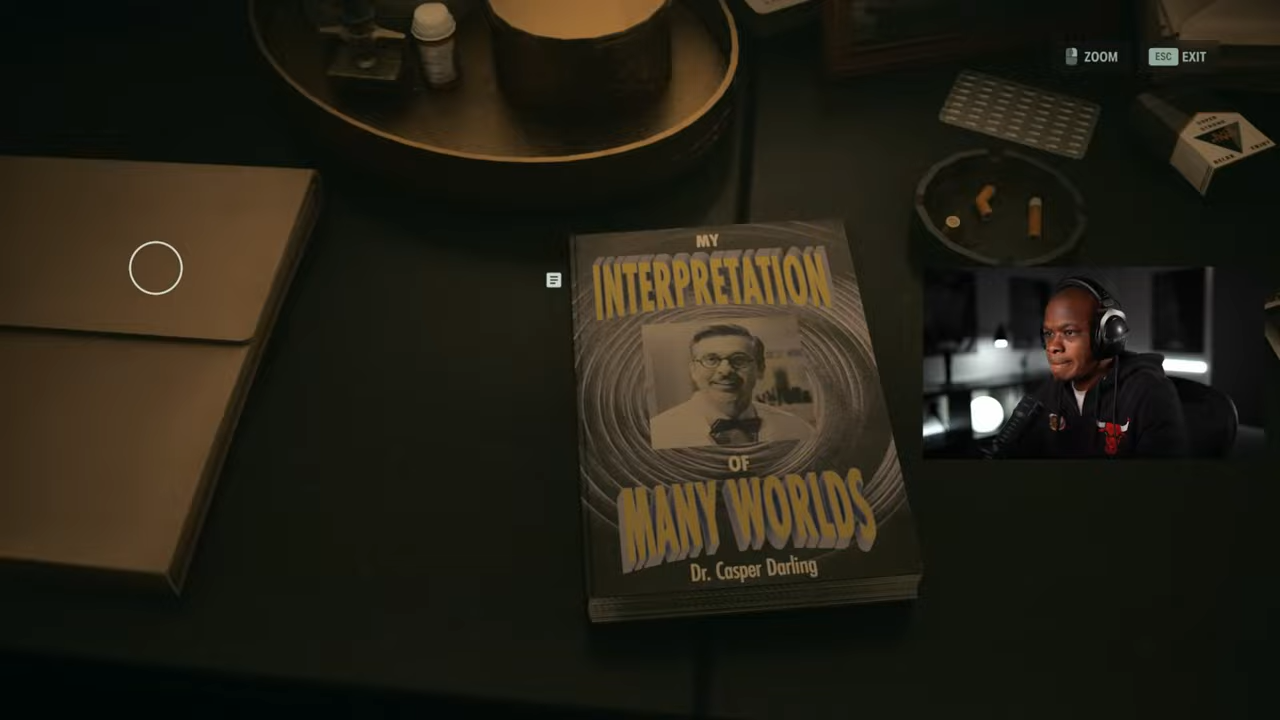 ZOOM
ESC EXIT
MY
INTERPRETATION
OF
MANY WORLDS
Dr. Casper Darling